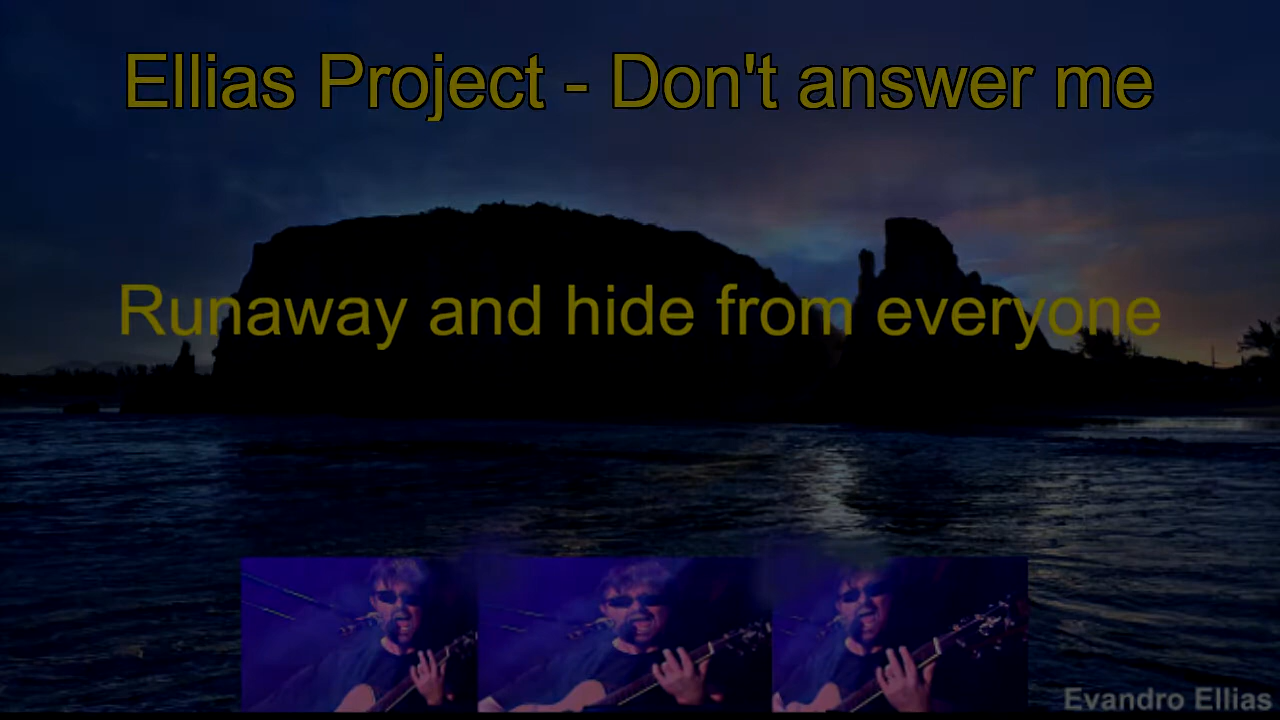 Ellias Project - Don't answer me
Runaway and hide from everyone
Evandro Ellias